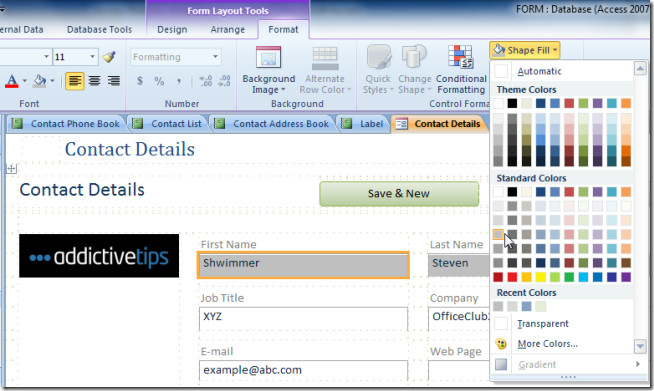 Form Layout Tools
FORM : Database (Access 2007
ernal Data Database Tools Design Arrange Format
11 Formatting Shape Fill
Background Image Alternate Row Color Quick Styles Change Shape Conditional Formatting
A $ % , .00 .0
Font Number Background Control Forma
Automatic
Theme Colors
Contact Phone Book Contact List Contact Address Book Label Contact Details
Contact Details
Standard Colors
Contact Details Save & New
First Name Last Name
addictivetips Shwimmer Steven
Job Title Company
Recent Colors
XYZ OfficeClub
Transparent
More Colors...
E-mail Web Page
Gradient
example@abc.com